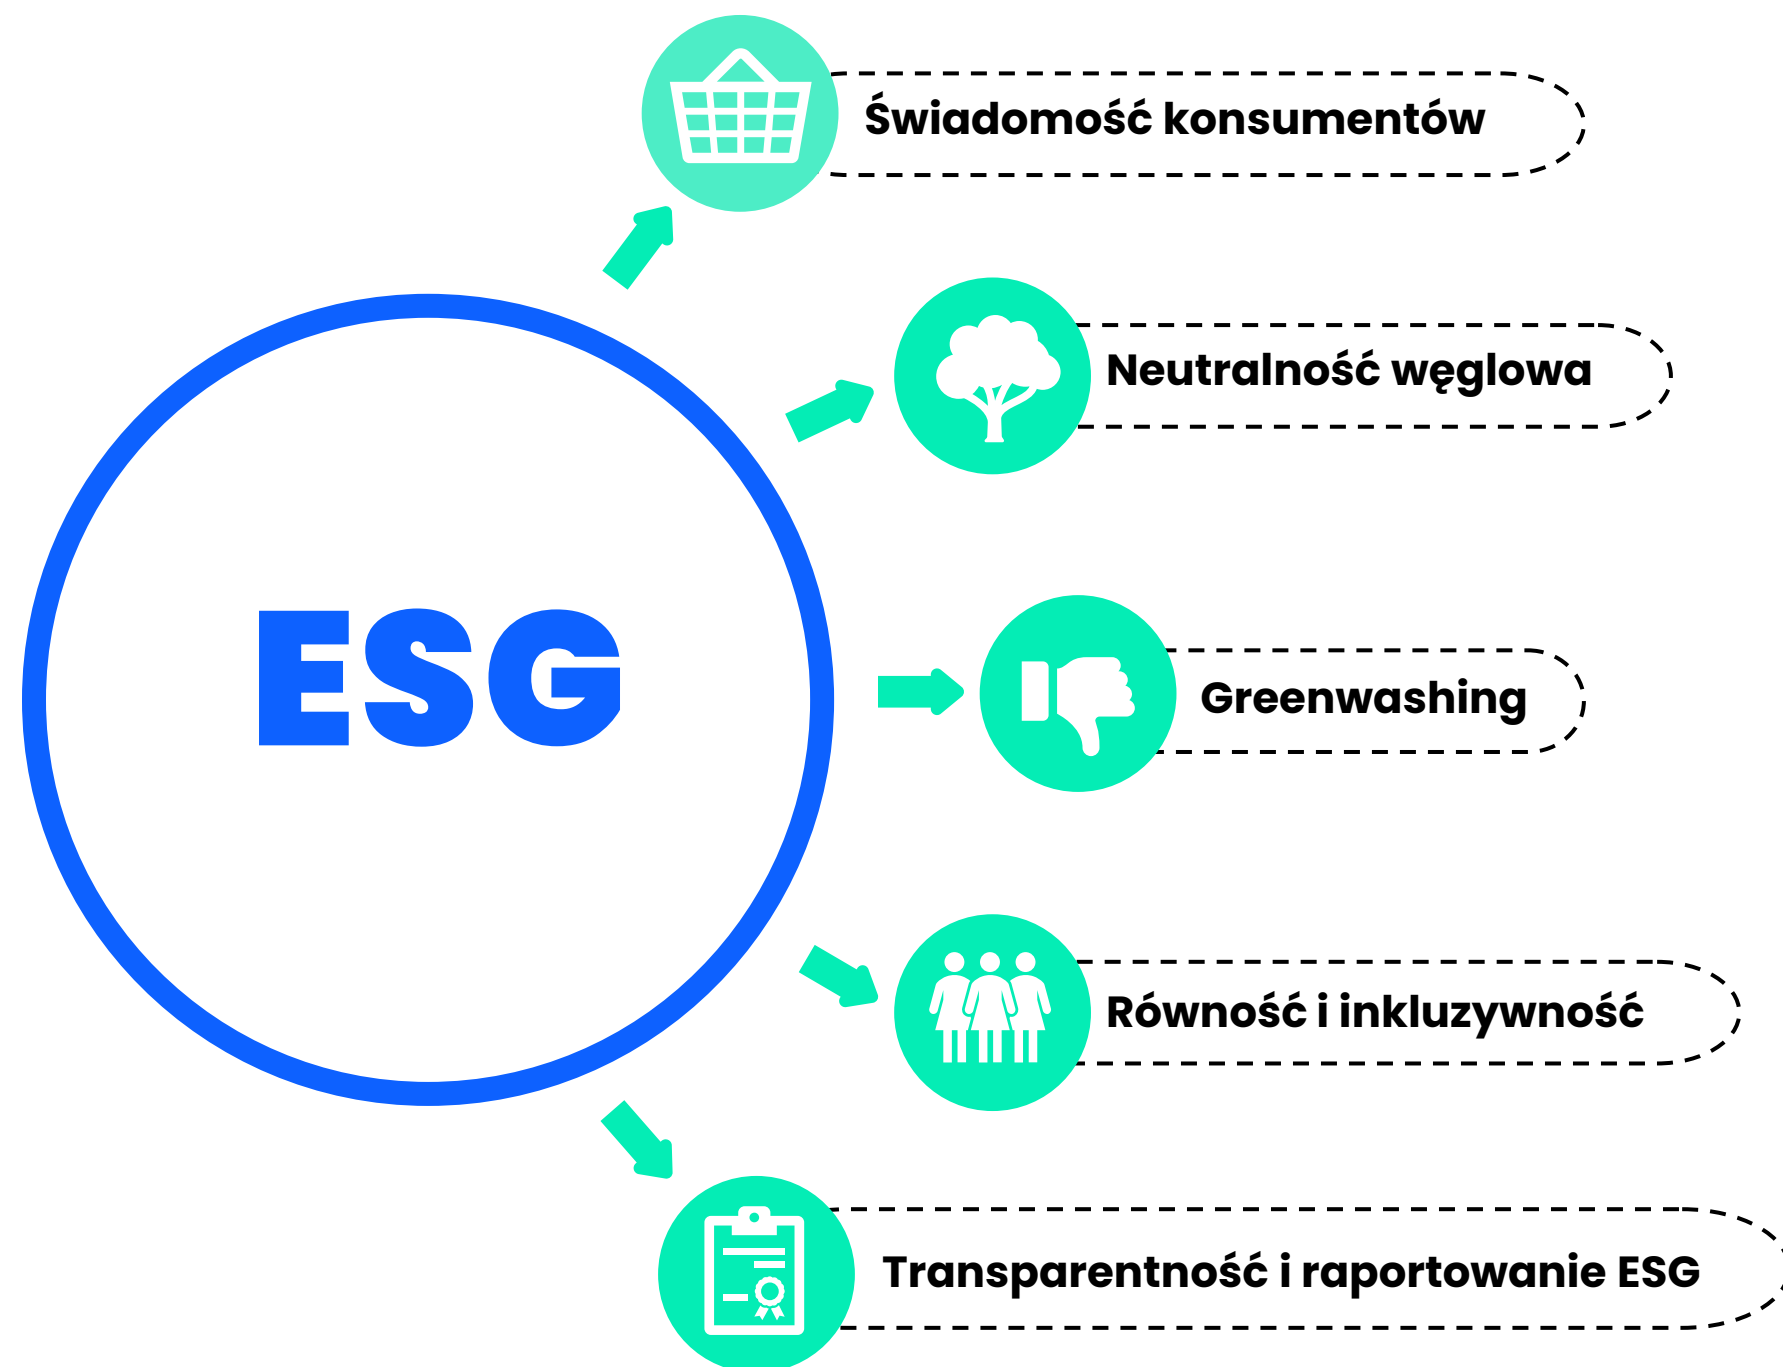 Świadomość konsumentów
Neutralność węglowa
ESG
Greenwashing
Równość i inkluzywność
Transparentność i raportowanie ESG